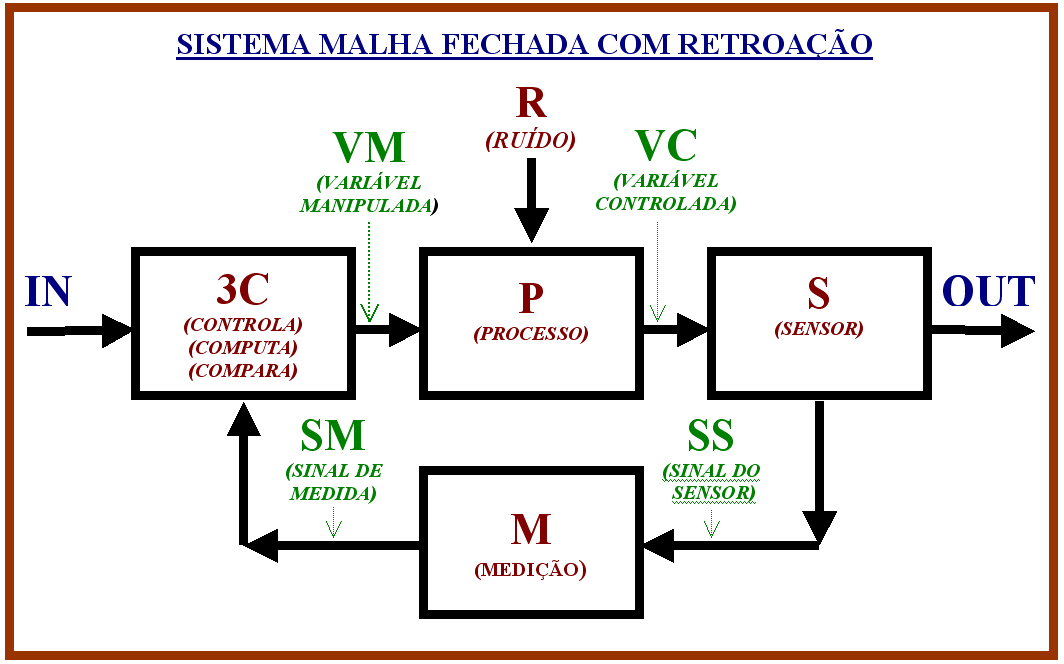 SISTEMA MALHA FECHADA COM RETROAÇÃO
R
(RUÍDO)
VM
(VARIÁVEL
MANIPULADA)
VC
(VARIÁVEL
CONTROLADA)
IN
3C
(CONTROLA)
(COMPUTA)
(COMPARA)
P
(PROCESSO)
S
(SENSOR)
OUT
SM
(SINAL DE
MEDIDA)
SS
(SINAL DO
SENSOR)
M
(MEDIÇÃO)